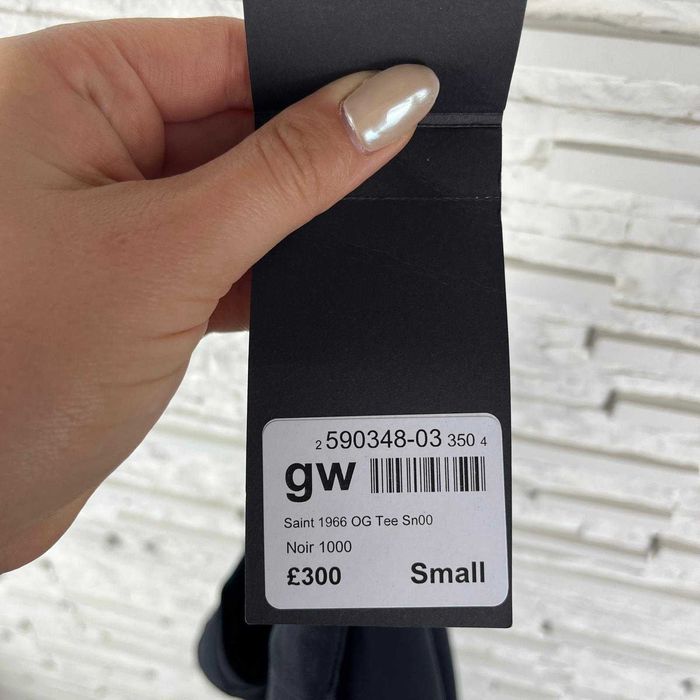 2 590348-03 350 4
gw
Saint 1966 OG Tee Sn00
Noir 1000
£300 Small